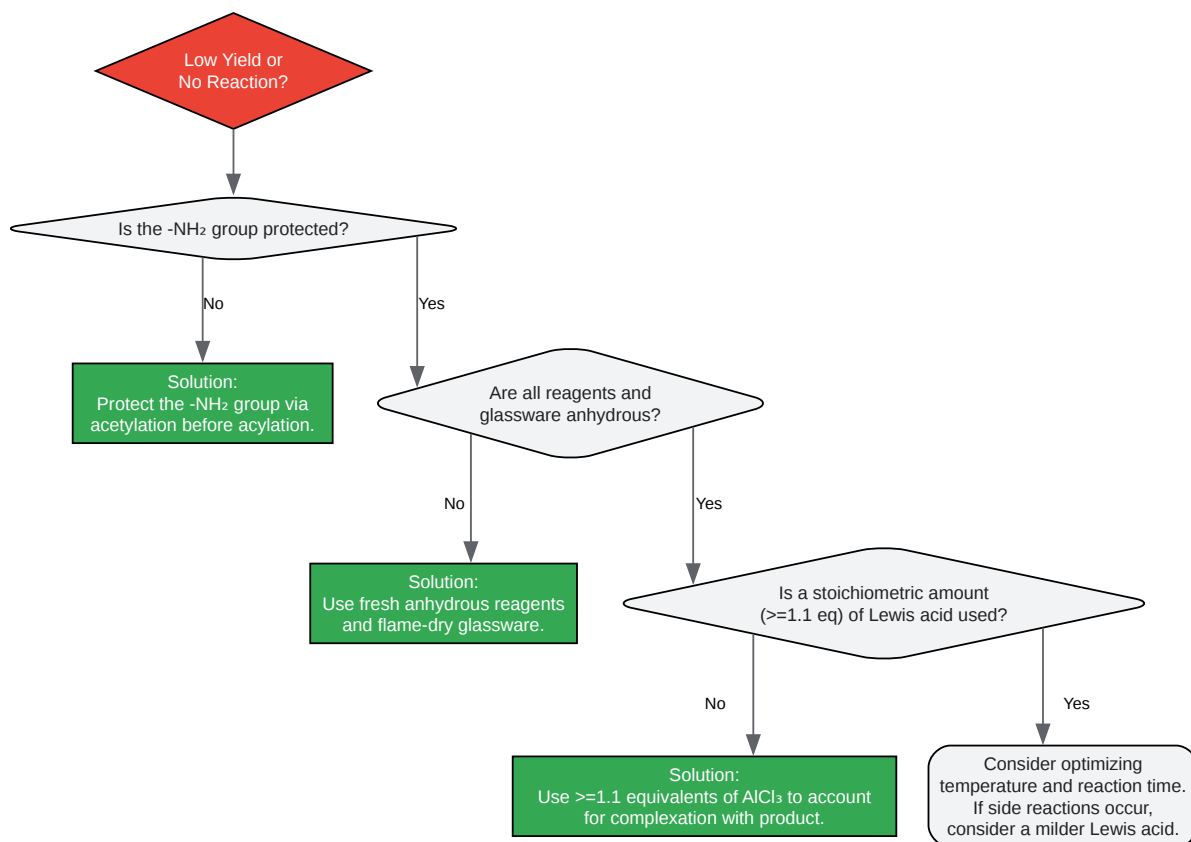 Low Yield or
No Reaction?
Is the -NH₂ group protected?
No
Yes
Solution:
Protect the -NH₂ group via
acetylation before acylation.
Are all reagents and
glassware anhydrous?
No
Yes
Solution:
Use fresh anhydrous reagents
and flame-dry glassware.
Is a stoichiometric amount
(>=1.1 eq) of Lewis acid used?
No
Yes
Solution:
Use >=1.1 equivalents of AlCl₃ to account
for complexation with product.
Consider optimizing
temperature and reaction time.
If side reactions occur,
consider a milder Lewis acid.